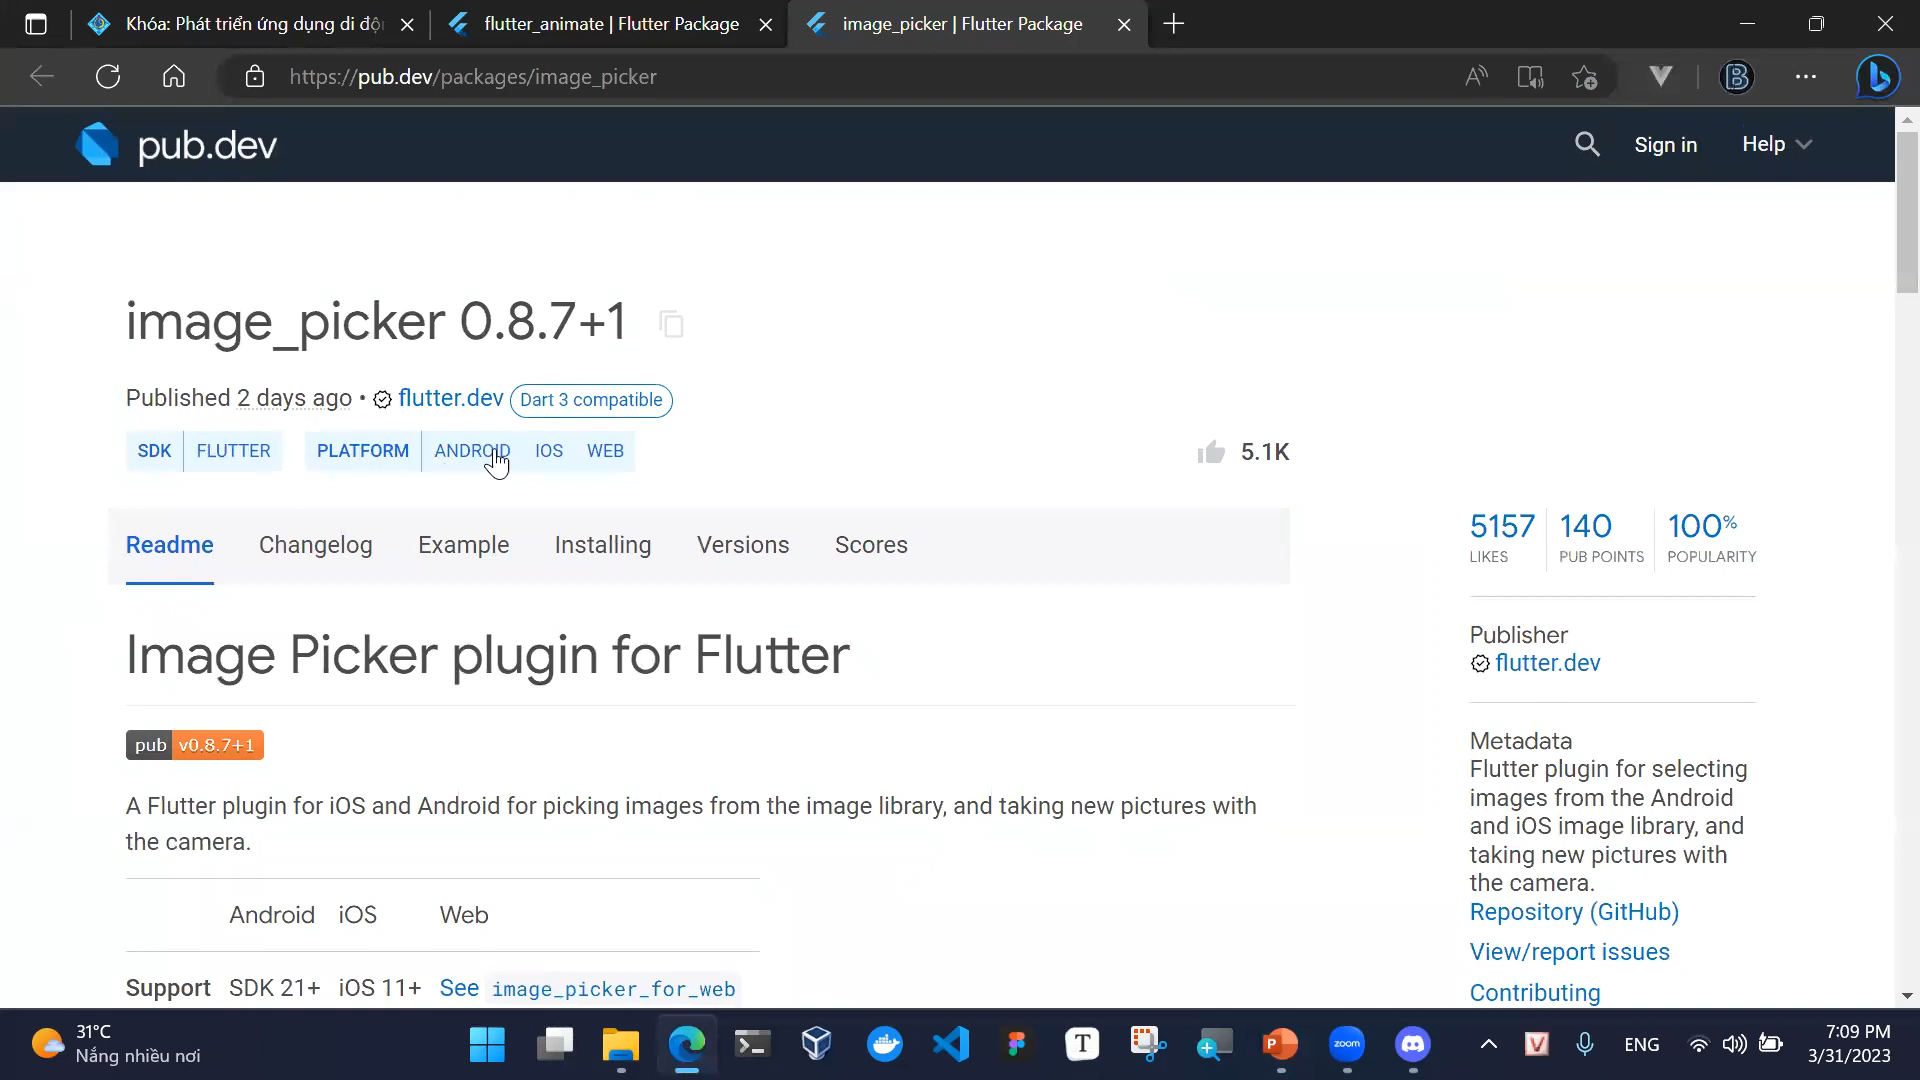 Khóa: Phát triển ứng dụng di độ
flutter_animate | Flutter Package
image_picker | Flutter Package
https://pub.dev/packages/image_picker
pub.dev
Sign in
Help
image_picker 0.8.7+1
Published 2 days ago • flutter.dev Dart 3 compatible
SDK FLUTTER PLATFORM ANDROID IOS WEB
5.1K
Readme Changelog Example Installing Versions Scores
5157 140 100%
LIKES PUB POINTS POPULARITY
Image Picker plugin for Flutter
pub v0.8.7+1
A Flutter plugin for iOS and Android for picking images from the image library, and taking new pictures with
the camera.
Android iOS Web
Support SDK 21+ iOS 11+ See image_picker_for_web
Publisher
flutter.dev
Metadata
Flutter plugin for selecting
images from the Android
and iOS image library, and
taking new pictures with
the camera.
Repository (GitHub)
View/report issues
Contributing
31°C
Nắng nhiều nơi
zoom
ENG
7:09 PM
3/31/2023